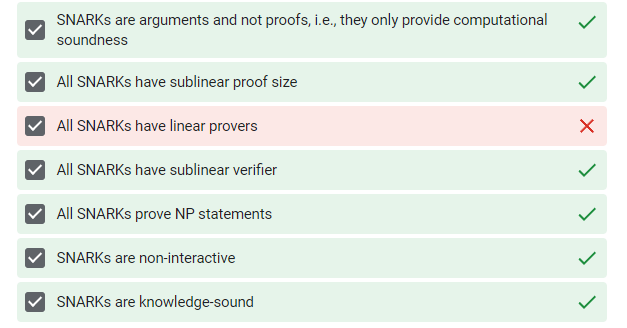 SNARKs are arguments and not proofs, i.e., they only provide computational
soundness
All SNARKs have sublinear proof size
All SNARKs have linear provers
All SNARKs have sublinear verifier
All SNARKs prove NP statements
SNARKs are non-interactive
SNARKs are knowledge-sound